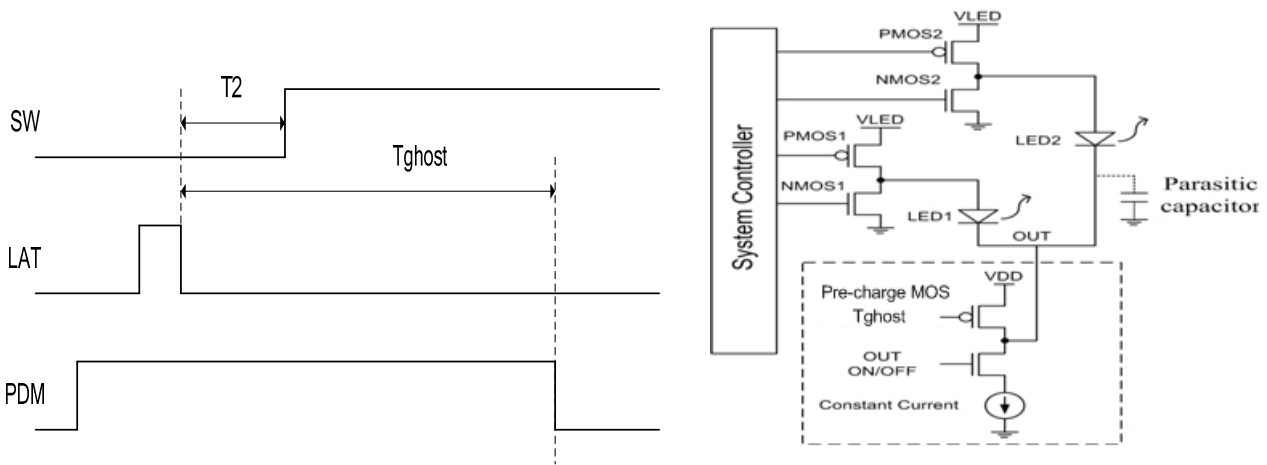 SW
T2
Tghost
LAT
PDM
System Controller
VLED
PMOS2
NMOS2
VLED
PMOS1
NMOS1
LED2
LED1
Parasitic
capacitor
OUT
VDD
Pre-charge MOS
Tghost
OUT
ON/OFF
Constant Current